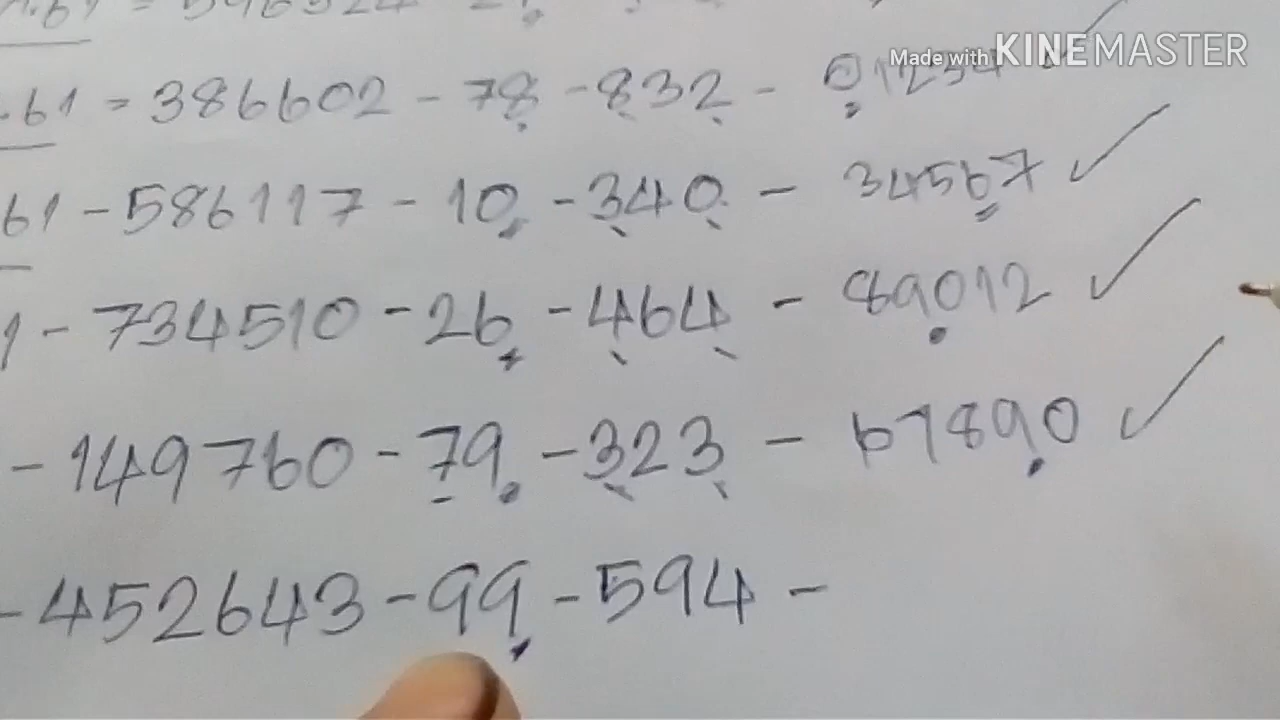 Made with KINEMASTER
.61 = 386602 - 78 - 832 - 01234
61 - 586117 - 10 - 340 - 34567 ✓
1 - 734510 - 26 - 464 - 89012 ✓
- 149760 - 79 - 323 - 67890 ✓
- 452643 - 99 - 594 -